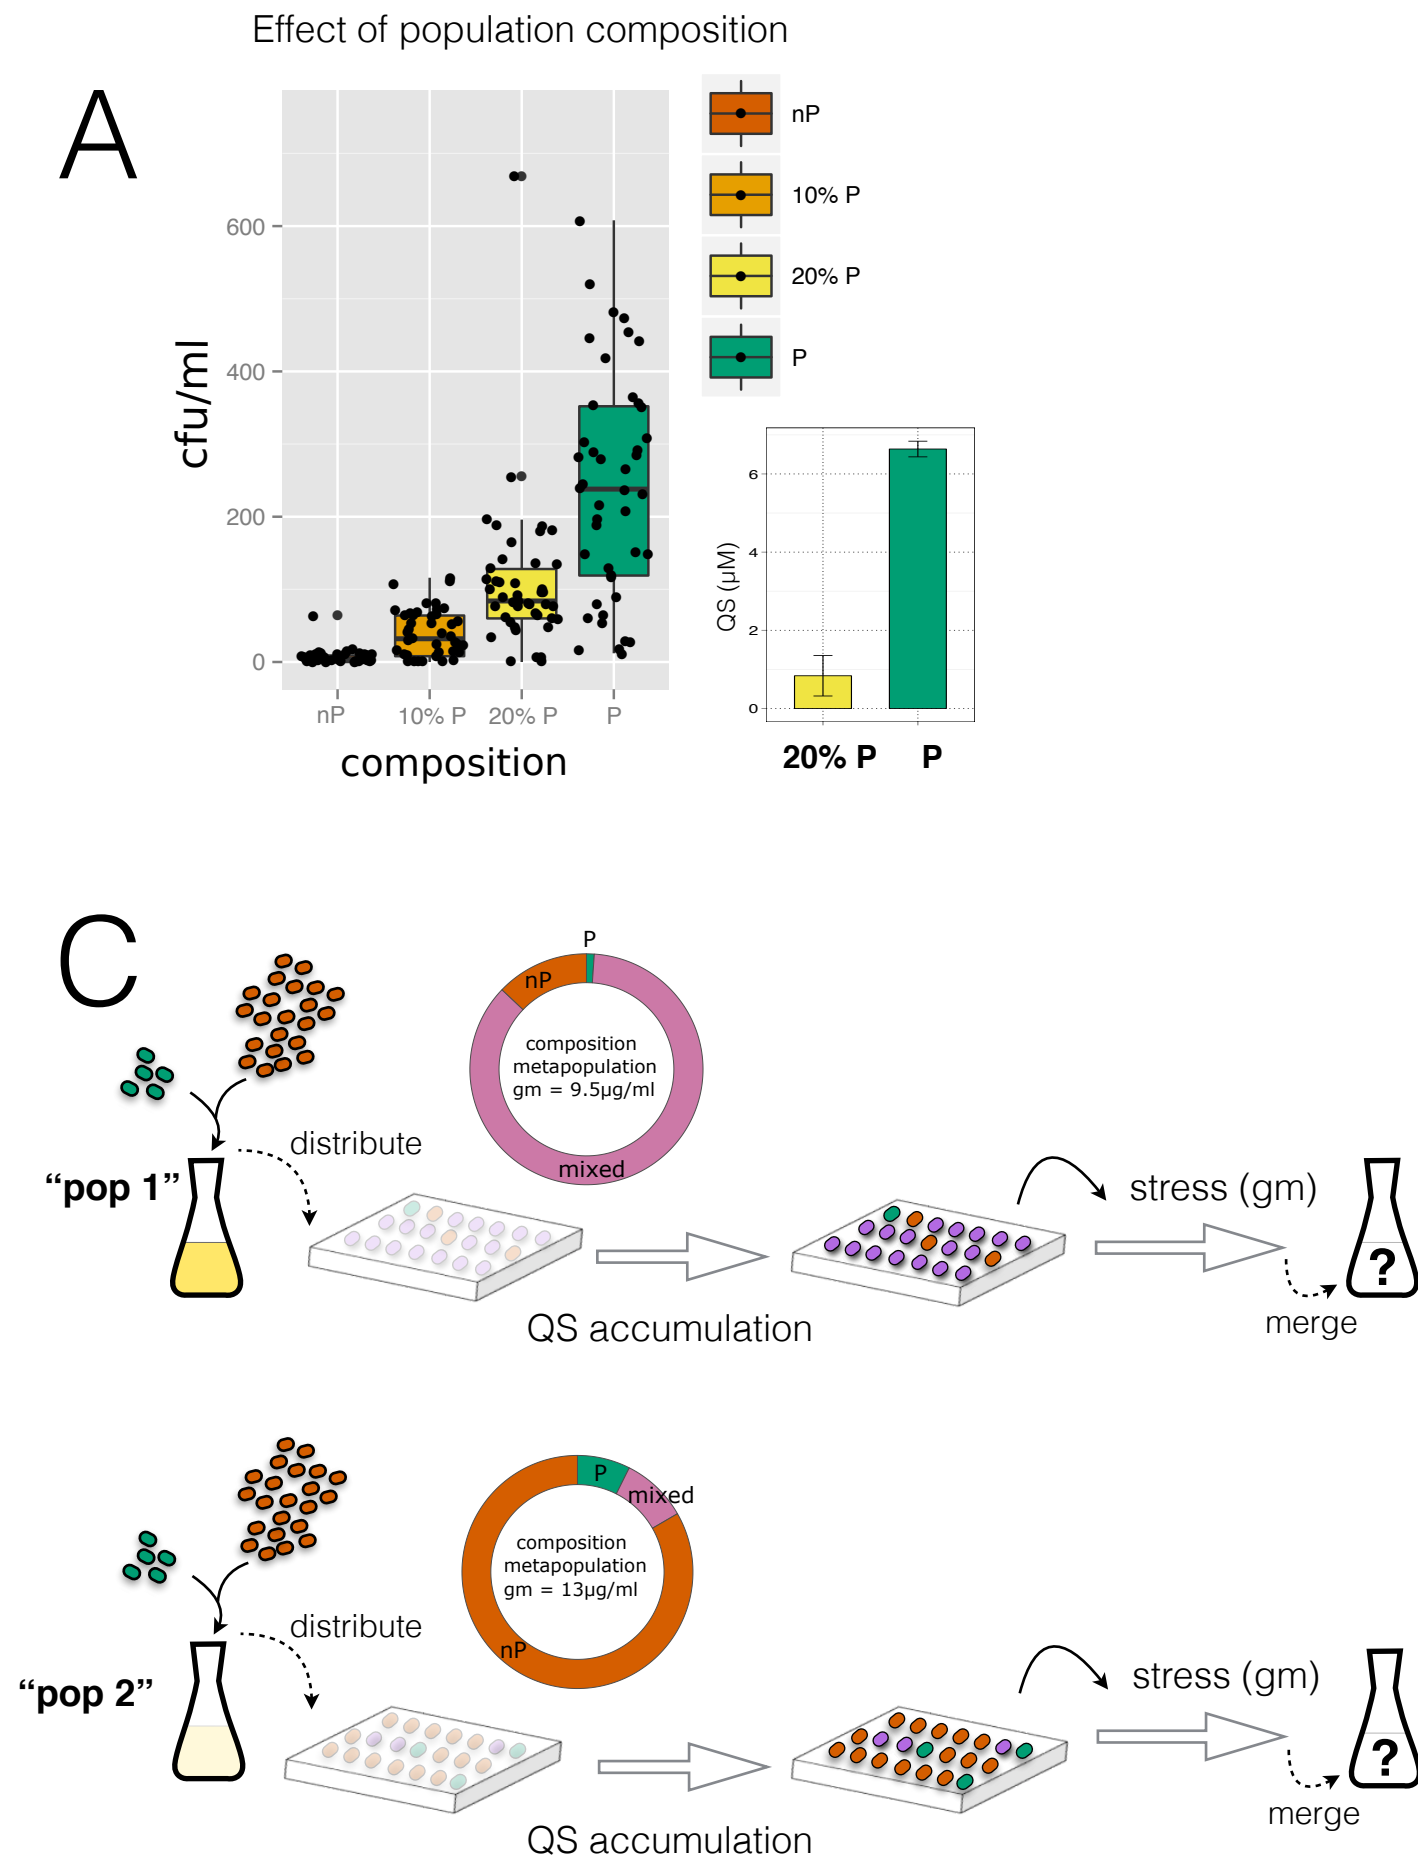 Effect of population composition
A
cfu/ml
600
400
200
0
nP
10% P
20% P
P
composition
nP
10% P
20% P
P
QS (µM)
6
4
2
0
20% P
P
C
P
nP
composition
metapopulation
gm = 9.5µg/ml
mixed
distribute
“pop 1”
stress (gm)
?
merge
QS accumulation
P
mixed
composition
metapopulation
gm = 13µg/ml
nP
distribute
“pop 2”
stress (gm)
?
merge
QS accumulation